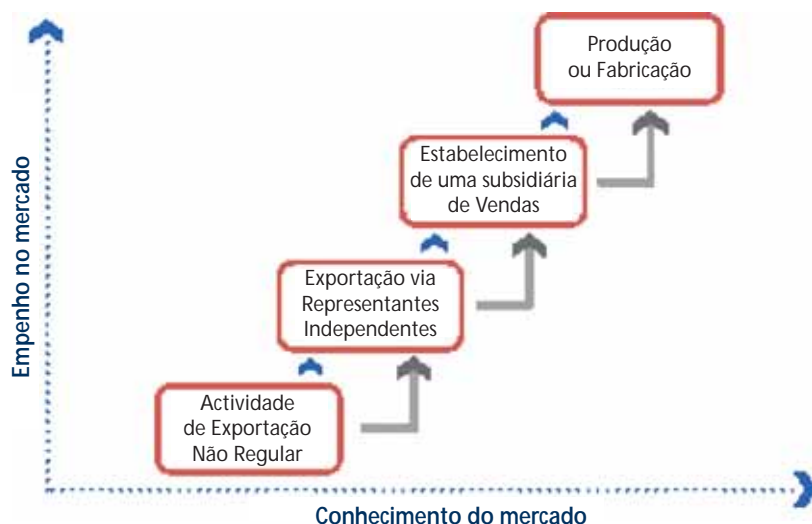 Produção
ou Fabricação
Estabelecimento
de uma subsidiária
de Vendas
Exportação via
Representantes
Independentes
Actividade
de Exportação
Não Regular
Empenho no mercado
Conhecimento do mercado